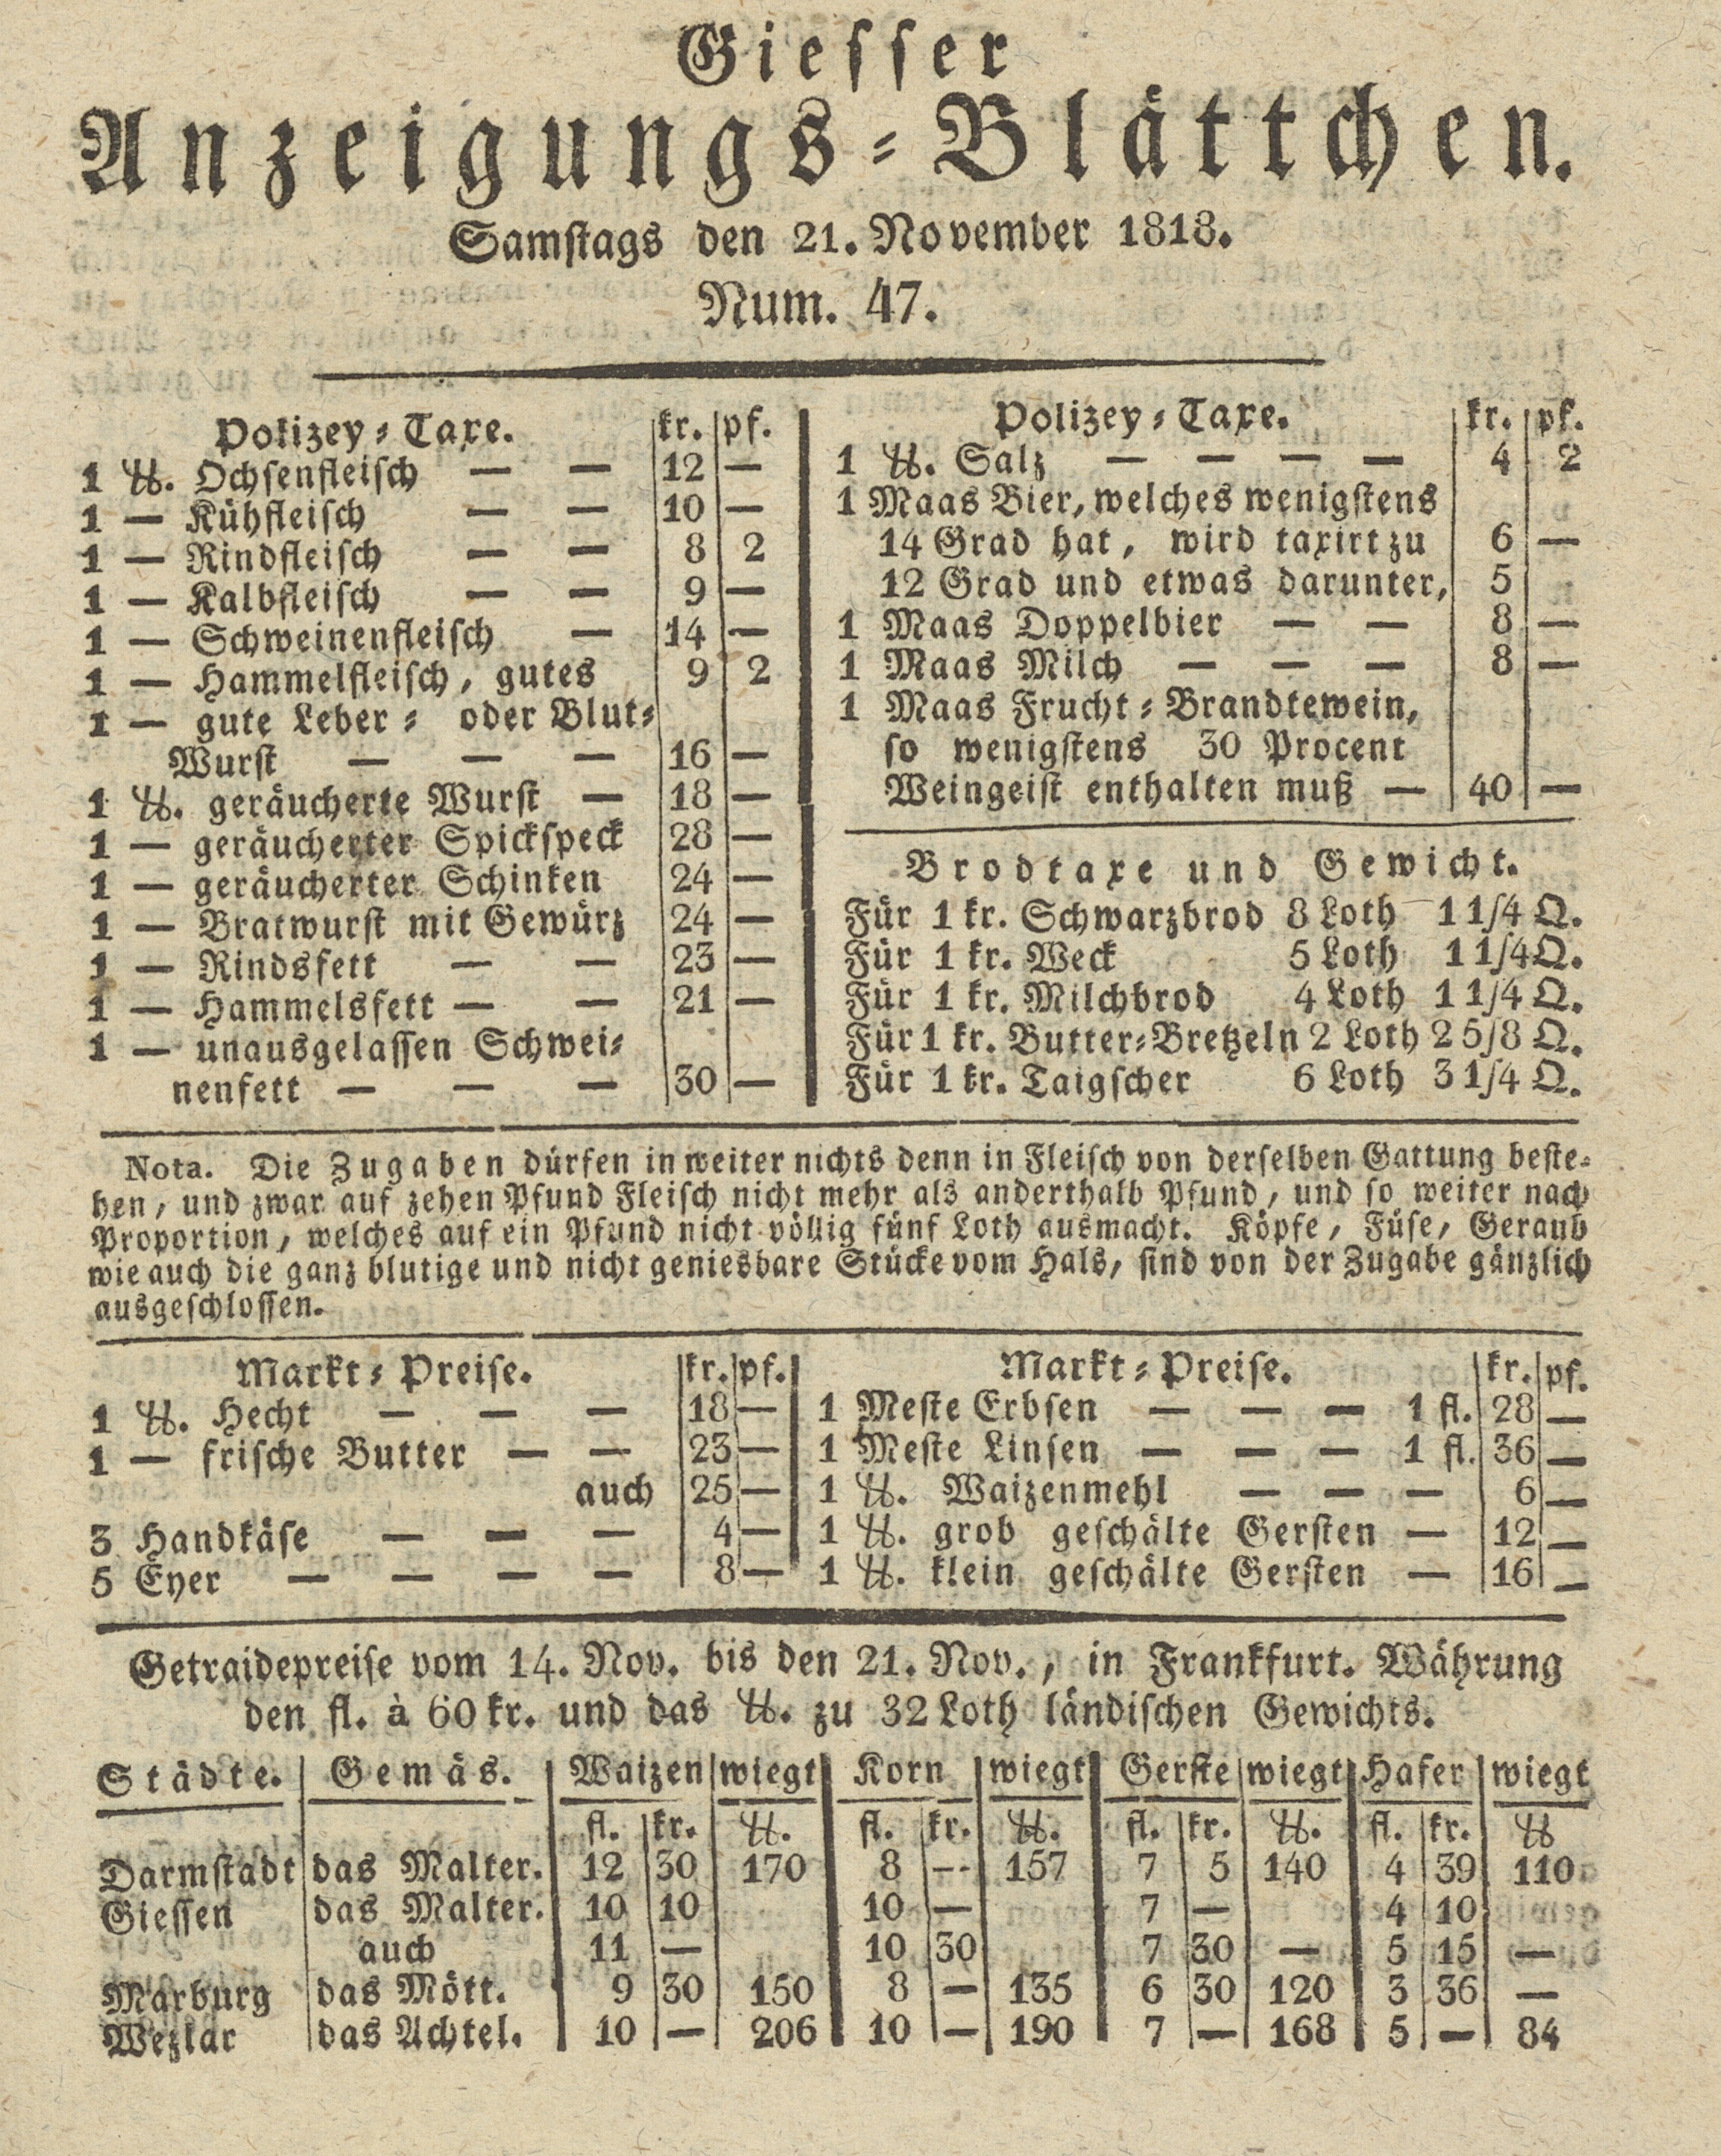 Giesser
Anzeigungs-Blättchen.
Samstags den 21. November 1818.
Num. 47.
Polizey-Taxe. kr. pf.
1 ℔. Ochsenfleisch — — 12 —
1 — Kühfleisch — — 10 —
1 — Rindfleisch — — 8 2
1 — Kalbfleisch — — 9 —
1 — Schweinenfleisch — 14 —
1 — Hammelfleisch, gutes 9 2
1 — gute Leber- oder Blut-
Wurst — — — 16 —
1 ℔. geräucherte Wurst — 18 —
1 — geräucherter Spickspeck 28 —
1 — geräucherter Schinken 24 —
1 — Bratwurst mit Gewürz 24 —
1 — Rindsfett — — 23 —
1 — Hammelsfett — — 21 —
1 — unausgelassen Schwei-
nenfett — — — 30 —
Polizey-Taxe. kr. pf.
1 ℔. Salz — — — — 4 2
1 Maas Bier, welches wenigstens
14 Grad hat, wird taxirt zu 6 —
12 Grad und etwas darunter, 5
1 Maas Doppelbier — — 8 —
1 Maas Milch — — — 8 —
1 Maas Frucht-Brandtewein,
so wenigstens 30 Procent
Weingeist enthalten muß — 40 —
Brodtaxe und Gewicht.
Für 1 kr. Schwarzbrod 8 Loth 1 1/4 Q.
Für 1 kr. Weck 5 Loth 1 1/4 Q.
Für 1 kr. Milchbrod 4 Loth 1 1/4 Q.
Für 1 kr. Butter-Bretzeln 2 Loth 2 5/8 Q.
Für 1 kr. Taigscher 6 Loth 3 1/4 Q.
Nota. Die Zugaben dürfen in weiter nichts denn in Fleisch von derselben Gattung beste-
hen, und zwar auf zehen Pfund Fleisch nicht mehr als anderthalb Pfund, und so weiter nach
Proportion, welches auf ein Pfund nicht völlig fünf Loth ausmacht. Köpfe, Füse, Geraub
wie auch die ganz blutige und nicht geniesbare Stücke vom Hals, sind von der Zugabe gänzlich
ausgeschlossen.
Markt-Preise. kr. pf.
1 ℔. Hecht — — — 18 —
1 — frische Butter — — 23 —
auch 25 —
3 Handkäse — — — 4 —
5 Eyer — — — — 8 —
Markt-Preise. kr. pf.
1 Meste Erbsen — — — 1 fl. 28 —
1 Meste Linsen — — — 1 fl. 36 —
1 ℔. Waizenmehl — — — 6 —
1 ℔. grob geschälte Gersten — 12 —
1 ℔. klein geschälte Gersten — 16 —
Getraidepreise vom 14. Nov. bis den 21. Nov., in Frankfurt. Währung
den fl. à 60 kr. und das ℔. zu 32 Loth ländischen Gewichts.
Städte. Gemäs. Waizen wiegt Korn wiegt Gerste wiegt Hafer wiegt
fl. kr. ℔. fl. kr. ℔. fl. kr. ℔. fl. kr. ℔
Darmstadt das Malter. 12 30 170 8 — 157 7 5 140 4 39 110
Giessen das Malter. 10 10 10 — 7 — 4 10
auch 11 — 10 30 7 30 — 5 15 —
Marburg das Mött. 9 30 150 8 — 135 6 30 120 3 36 —
Wezlar das Achtel. 10 — 206 10 — 190 7 — 168 5 — 84